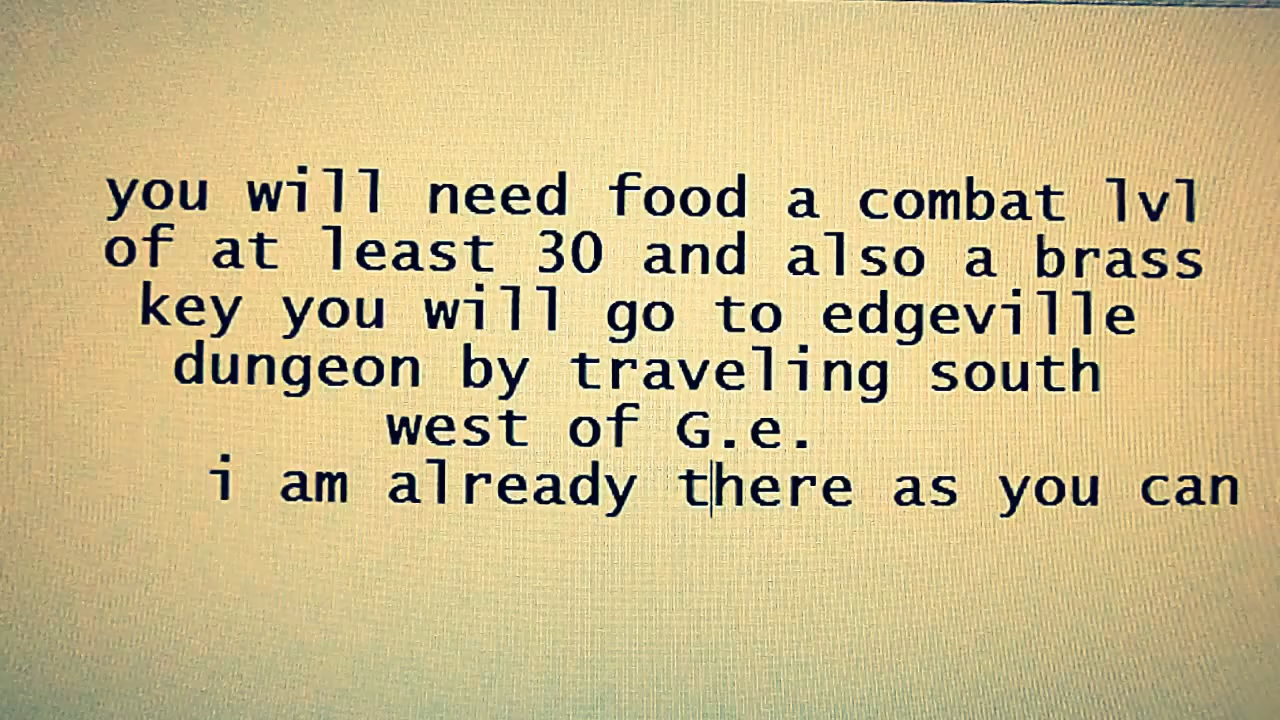 you will need food a combat lvl
of at least 30 and also a brass
key you will go to edgeville
dungeon by traveling south
west of G.e.
i am already there as you can